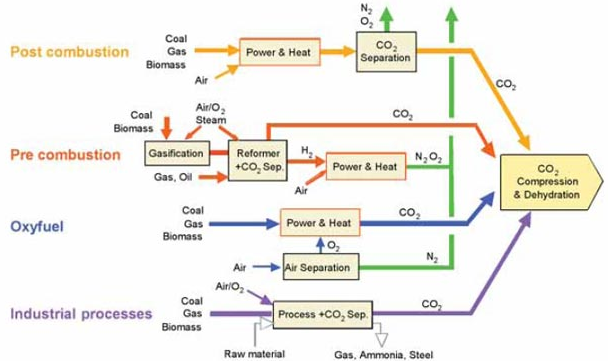 N₂
O₂
Post combustion
Coal
Gas
Biomass
Air
Power & Heat
CO₂
Separation
CO₂
Pre combustion
Coal
Biomass
Air/O₂
Steam
Gasification
Gas, Oil
Reformer
+CO₂ Sep.
CO₂
H₂
Air
Power & Heat
N₂ O₂
CO₂
Compression
& Dehydration
Oxyfuel
Coal
Gas
Biomass
Power & Heat
CO₂
O₂
Air
Air Separation
N₂
Industrial processes
Coal
Gas
Biomass
Air/O₂
Process +CO₂ Sep.
CO₂
Raw material
Gas, Ammonia, Steel